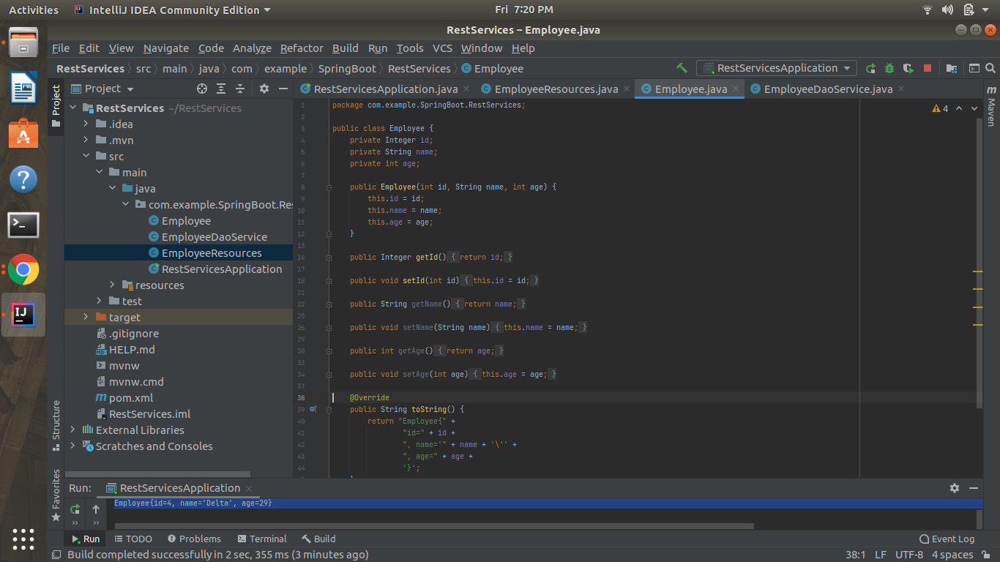 Activities IntelliJ IDEA Community Edition Fri 7:20 PM
RestServices – Employee.java
File Edit View Navigate Code Analyze Refactor Build Run Tools VCS Window Help
RestServices src main java com example SpringBoot RestServices Employee RestServicesApplication
Project RestServicesApplication.java EmployeeResources.java Employee.java EmployeeDaoService.java
Project
Maven
Structure
Favorites
RestServices ~/RestServices
.idea
.mvn
src
main
java
com.example.SpringBoot.Res
Employee
EmployeeDaoService
EmployeeResources
RestServicesApplication
resources
test
target
.gitignore
HELP.md
mvnw
mvnw.cmd
pom.xml
RestServices.iml
External Libraries
Scratches and Consoles
4
1 package com.example.SpringBoot.RestServices;
2
3 public class Employee {
4 private Integer id;
5 private String name;
6 private int age;
7
8 public Employee(int id, String name, int age) {
9 this.id = id;
10 this.name = name;
11 this.age = age;
12 }
13
14 public Integer getId() { return id; }
17
18 public void setId(int id) { this.id = id; }
21
22 public String getName() { return name; }
25
26 public void setName(String name) { this.name = name; }
29
30 public int getAge() { return age; }
33
34 public void setAge(int age) { this.age = age; }
37
38 @Override
39 public String toString() {
40 return "Employee{" +
41 "id=" + id +
42 ", name='" + name + '\'' +
43 ", age=" + age +
44 '}';
Run: RestServicesApplication
Employee{id=4, name='Delta', age=29}
Run TODO Problems Terminal Build Event Log
Build completed successfully in 2 sec, 355 ms (3 minutes ago) 38:1 LF UTF-8 4 spaces